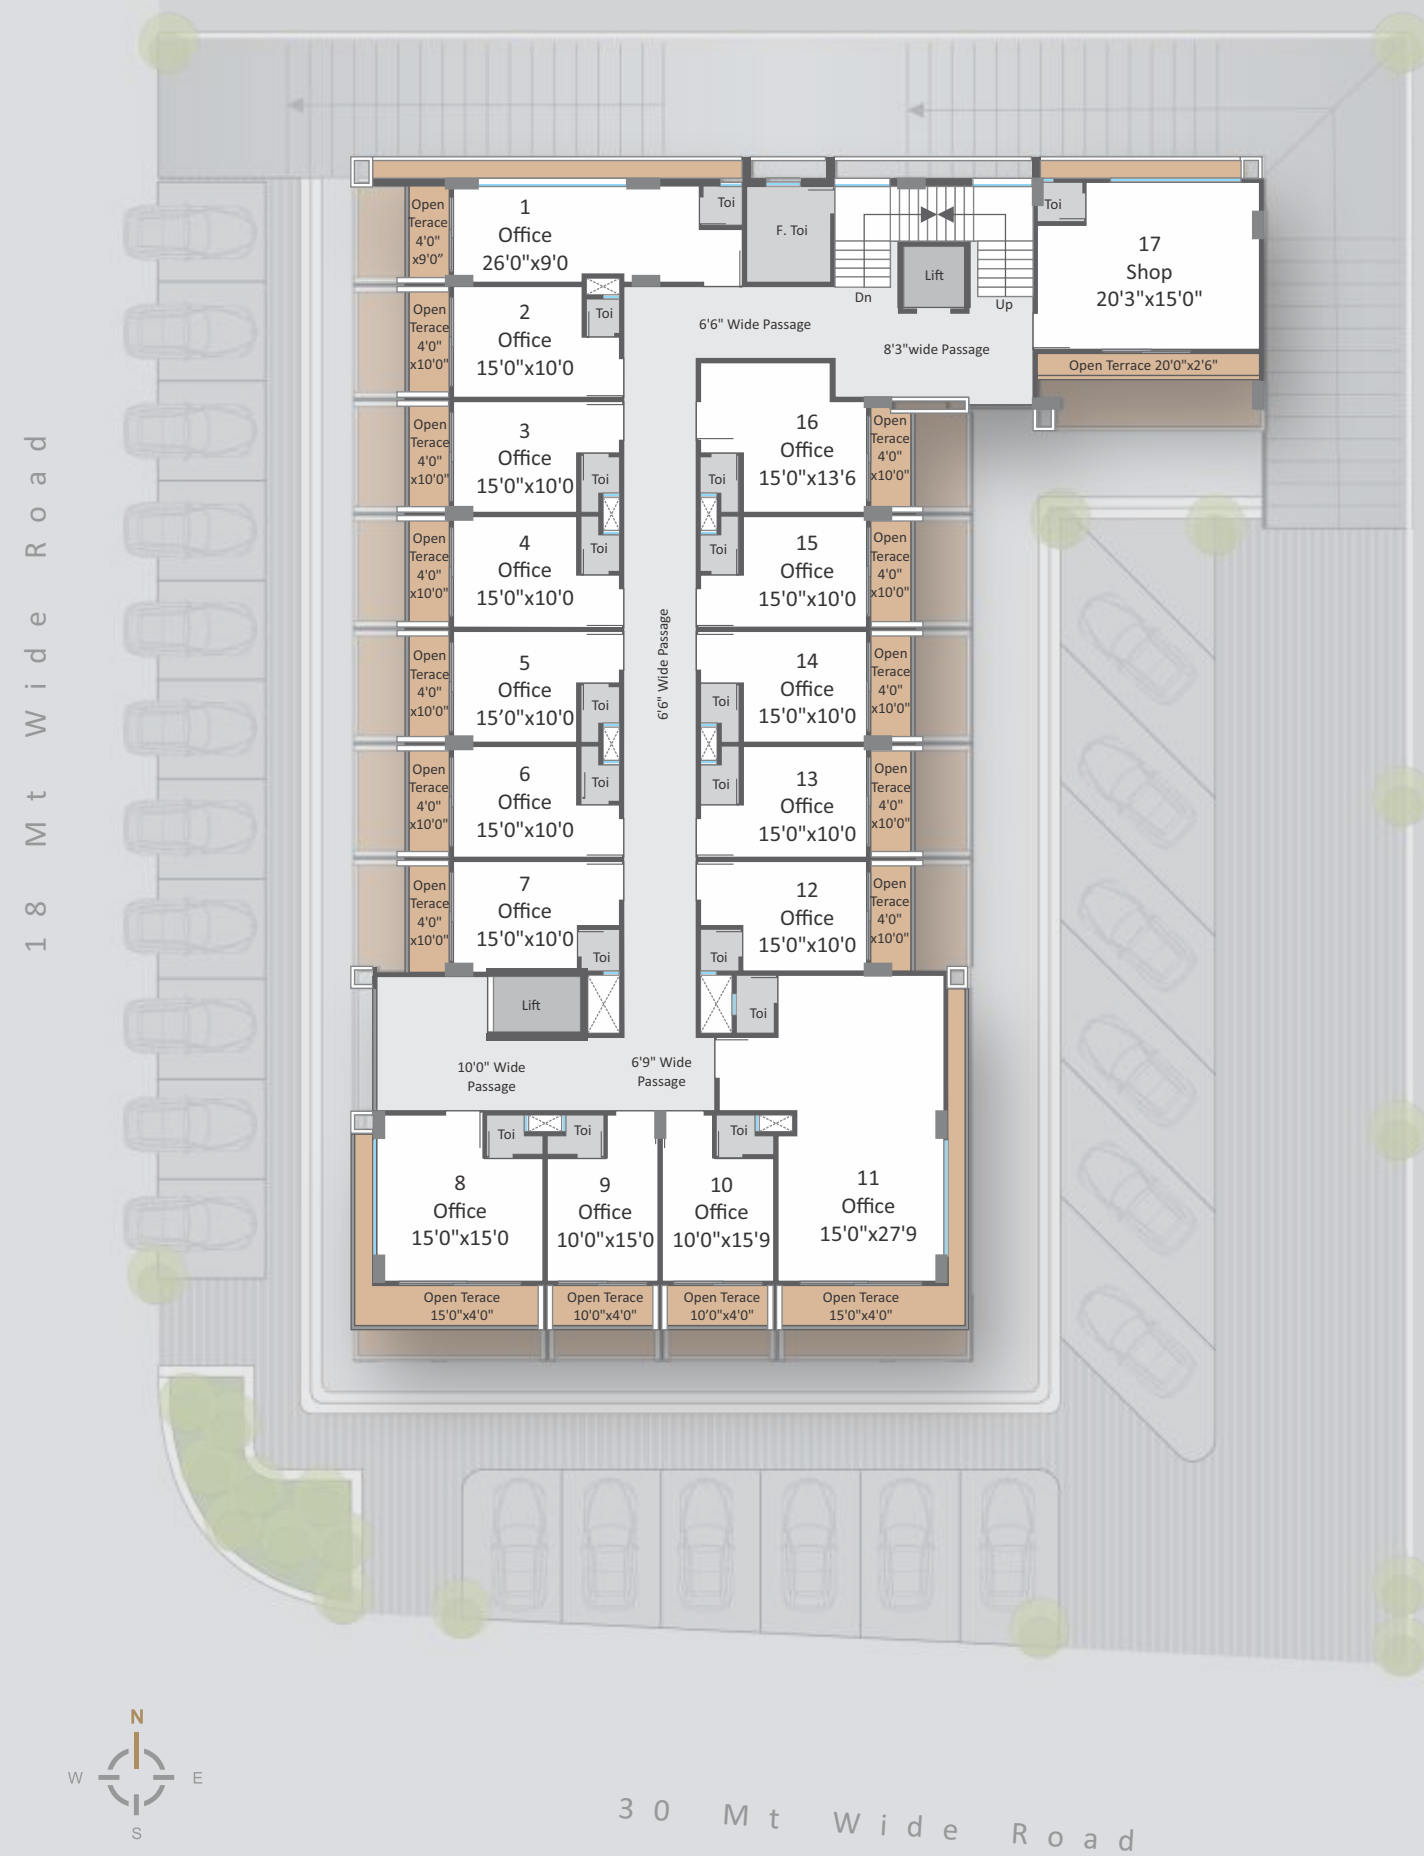 Open
Terace
4'0"
x9'0”
1
Office
26'0"x9'0
Toi
F. Toi
Dn
Lift
Up
Toi
17
Shop
20'3"x15'0"
Open Terrace 20'0"x2'6"
6'6" Wide Passage
8'3"wide Passage
Open
Terace
4'0"
x10'0"
2
Office
15'0"x10'0
Toi
Open
Terace
4'0"
x10'0"
3
Office
15'0"x10'0
Toi
Toi
16
Office
15'0"x13'6
Open
Terace
4'0"
x10'0"
Open
Terace
4'0"
x10'0"
4
Office
15'0"x10'0
Toi
Toi
15
Office
15'0"x10'0
Open
Terace
4'0"
x10'0"
6'6" Wide Passage
Open
Terace
4'0"
x10'0"
5
Office
15’0"x10'0
Toi
Toi
14
Office
15'0"x10'0
Open
Terace
4'0"
x10'0"
Open
Terace
4'0"
x10'0"
6
Office
15'0"x10'0
Toi
Toi
13
Office
15'0"x10'0
Open
Terace
4'0"
x10'0"
Open
Terace
4'0"
x10'0"
7
Office
15'0"x10'0
Toi
Toi
12
Office
15'0"x10'0
Open
Terace
4'0"
x10'0"
Lift
Toi
10'0" Wide
Passage
6'9" Wide
Passage
Toi
Toi
Toi
8
Office
15'0"x15'0
9
Office
10'0"x15'0
10
Office
10'0"x15'9
11
Office
15'0"x27'9
Open Terace
15'0"x4'0"
Open Terace
10'0"x4'0"
Open Terace
10’0"x4'0"
Open Terace
15'0"x4'0"
18 Mt Wide Road
N
W
E
S
30 Mt Wide Road